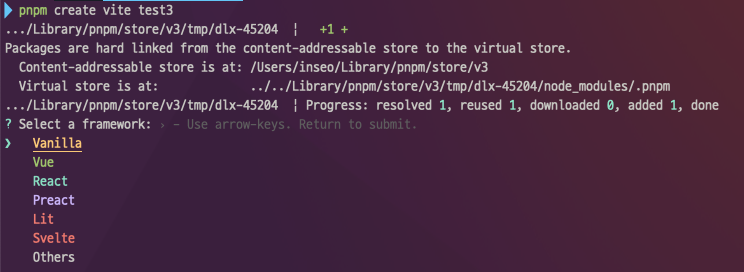 pnpm create vite test3
.../Library/pnpm/store/v3/tmp/dlx-45204 ¦ +1 +
Packages are hard linked from the content-addressable store to the virtual store.
Content-addressable store is at: /Users/inseo/Library/pnpm/store/v3
Virtual store is at: ../../Library/pnpm/store/v3/tmp/dlx-45204/node_modules/.pnpm
.../Library/pnpm/store/v3/tmp/dlx-45204 ¦ Progress: resolved 1, reused 1, downloaded 0, added 1, done
? Select a framework: › - Use arrow-keys. Return to submit.
❯ Vanilla
Vue
React
Preact
Lit
Svelte
Others